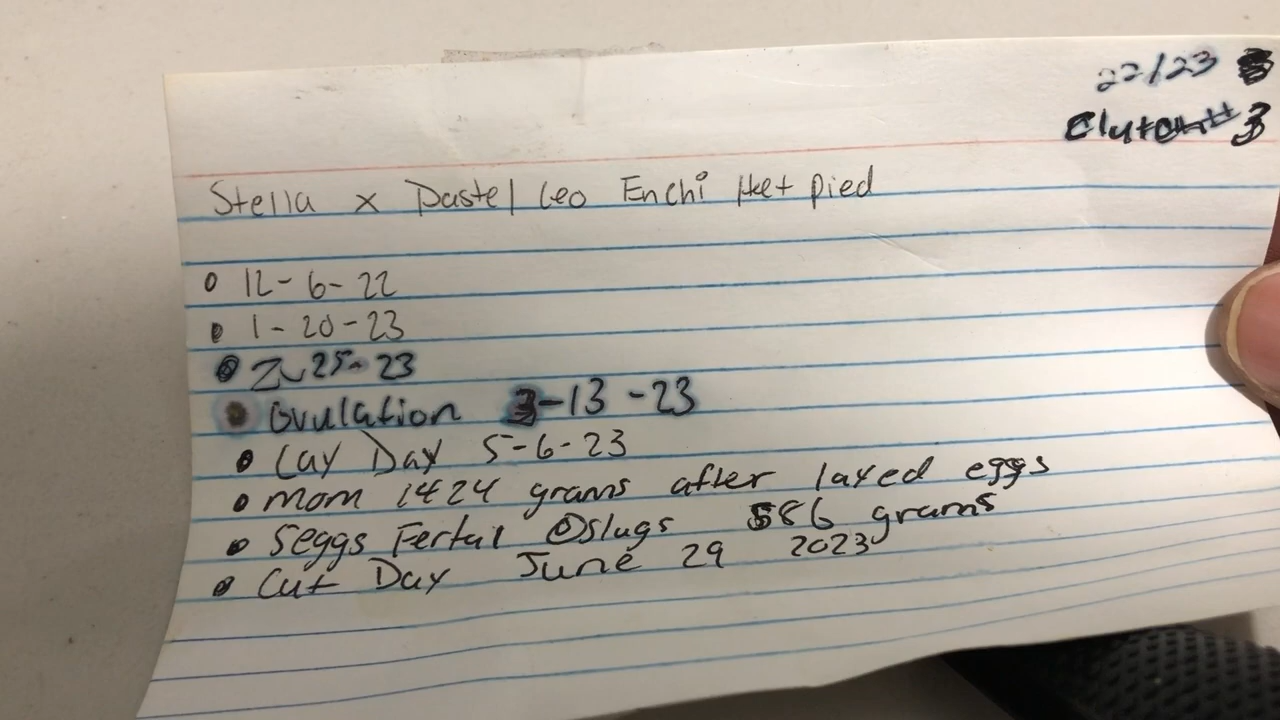 22/23
Clutch# 3
Stella x Pastel Leo Enchi Het pied
12-6-22
1-20-23
2-25-23
Ovulation 3-13-23
Lay Day 5-6-23
mom 1424 grams after layed eggs
5eggs Fertal 0slugs 586 grams
Cut Day June 29 2023